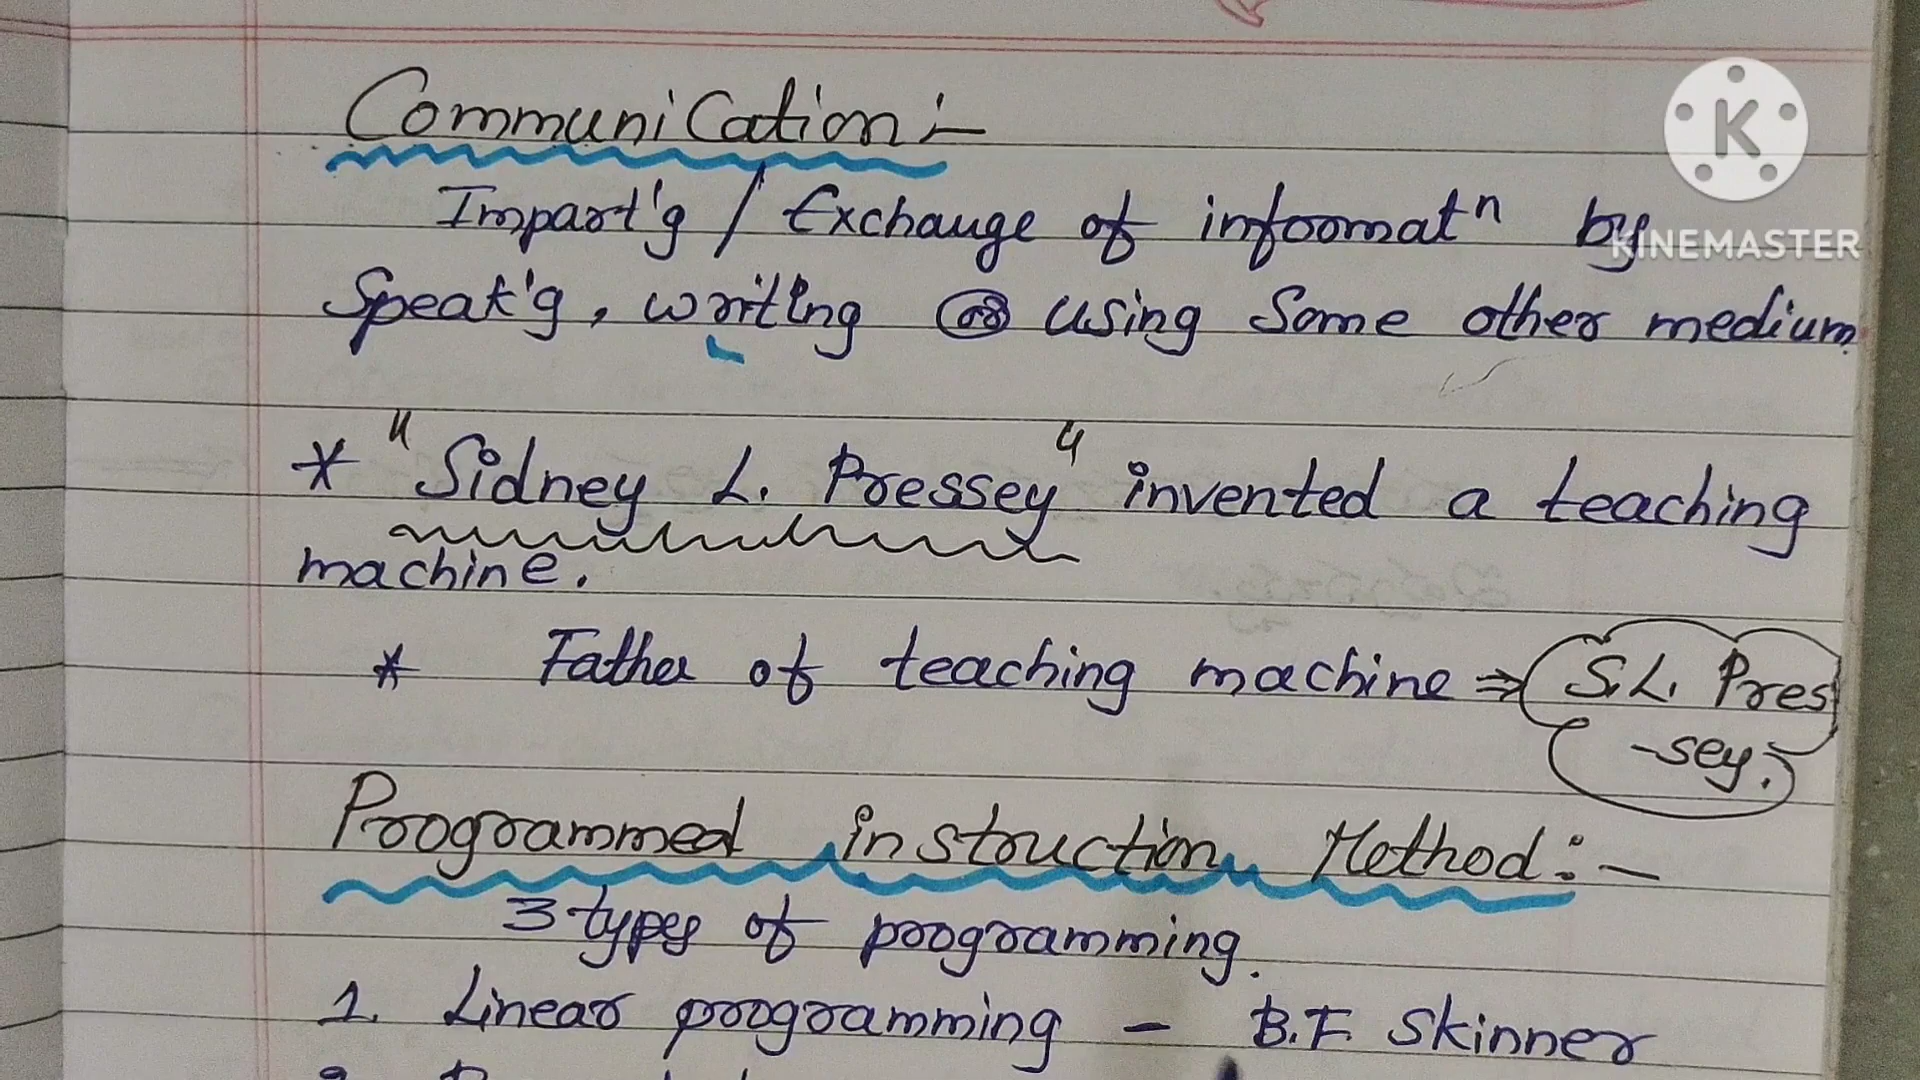 Communication:-
Impart'g / Exchange of informatⁿ by
Speak'g, writing or using Some other medium
* "Sidney L. Pressey" invented a teaching
machine.
* Father of teaching machine ⇒ S.L. Pres
-sey.
Programmed instruction Method:-
3 types of programming.
1. Linear programming - B.F. Skinner
K
KINEMASTER